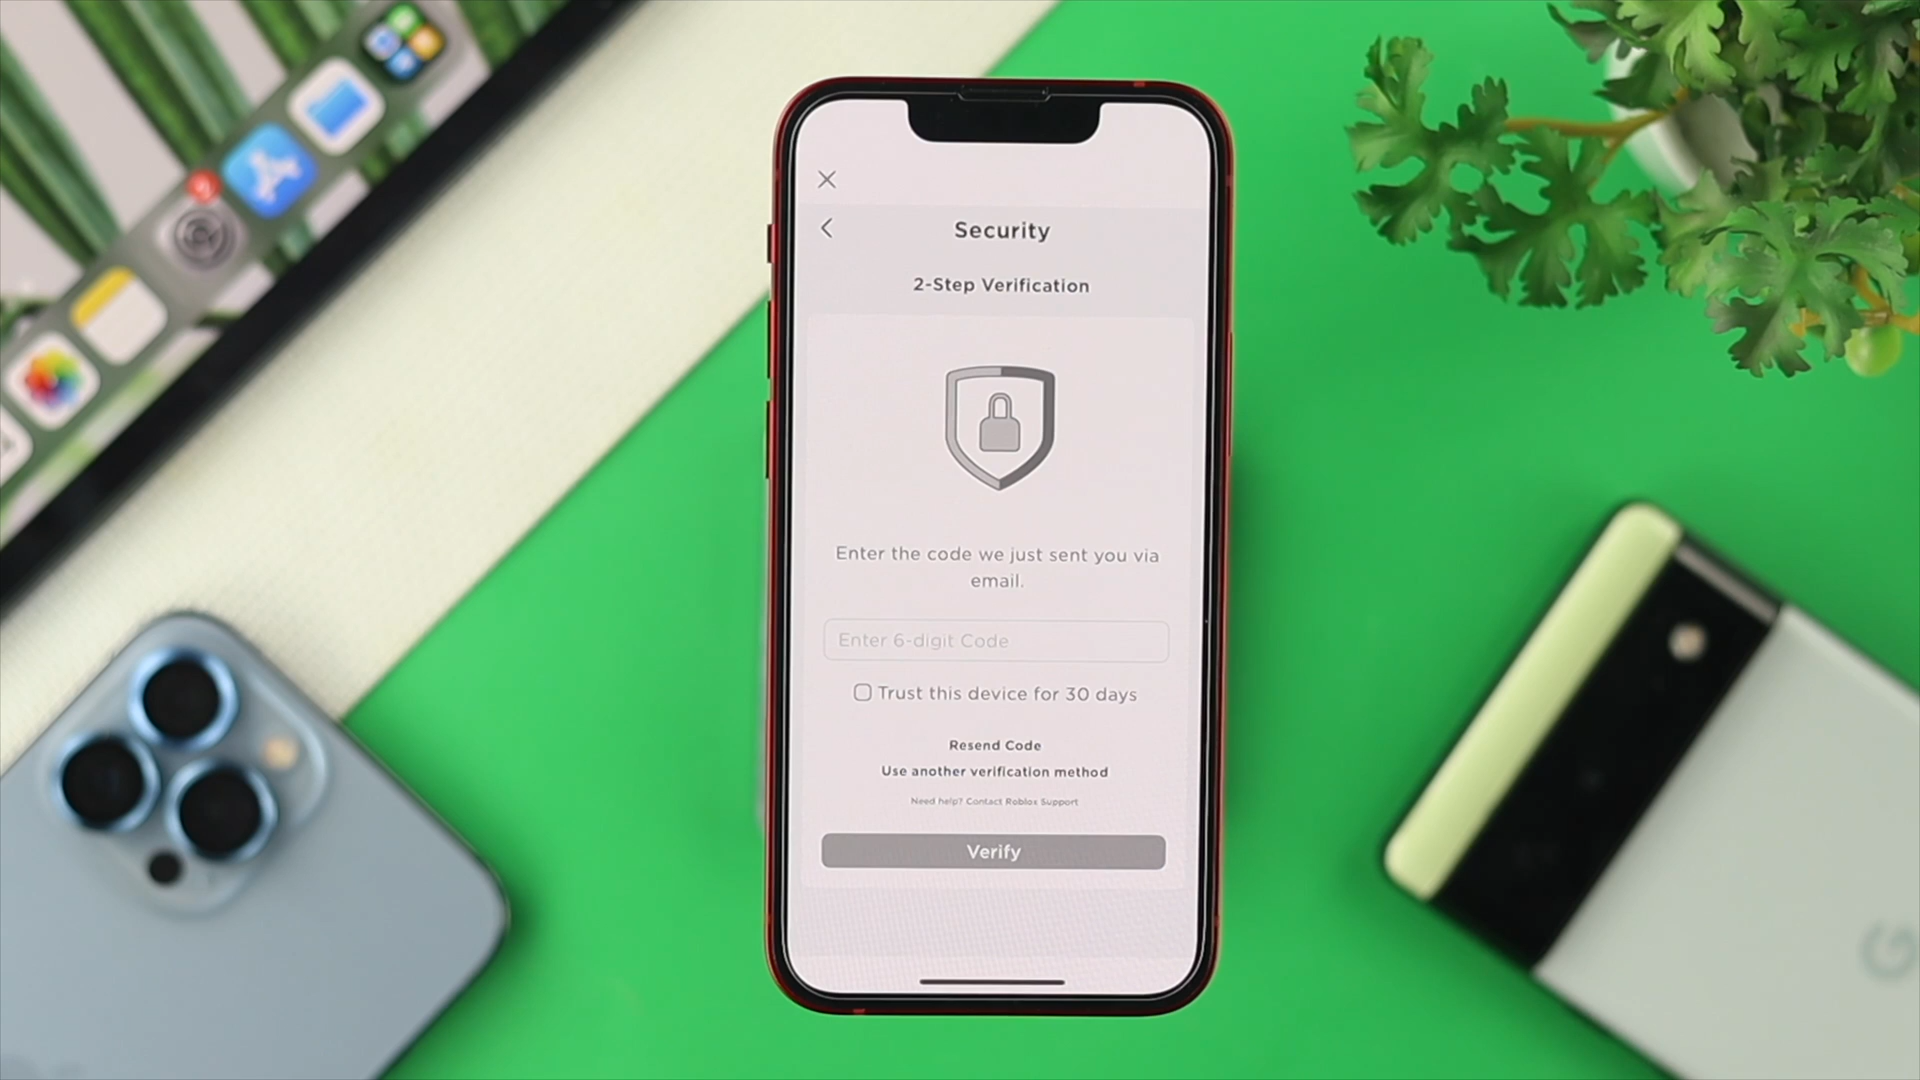 Security
2-Step Verification
Enter the code we just sent you via
email.
Enter 6-digit Code
Trust this device for 30 days
Resend Code
Use another verification method
Need help? Contact Roblox Support
Verify
G